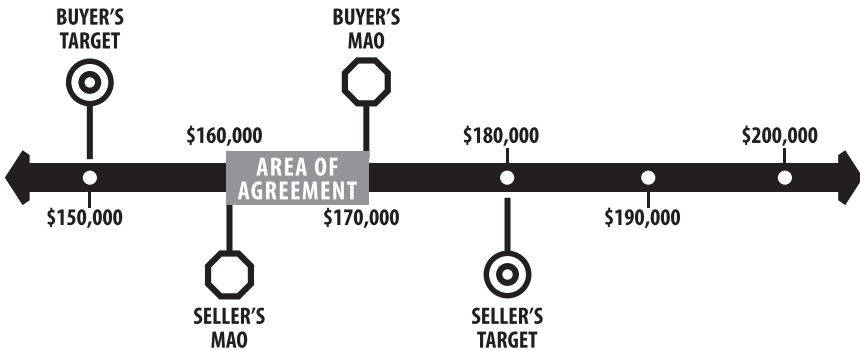 BUYER'S
TARGET
BUYER'S
MAO
$160,000
$180,000
$200,000
AREA OF
AGREEMENT
$150,000
$170,000
$190,000
SELLER'S
MAO
SELLER'S
TARGET